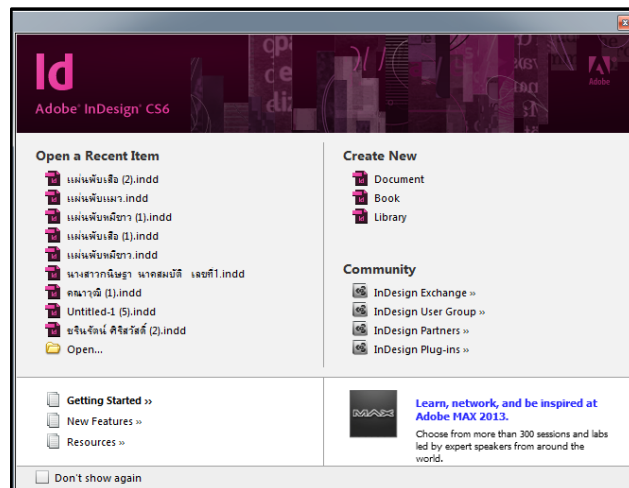 Id
Adobe® InDesign® CS6
Adobe
Open a Recent Item
แผ่นพับเสือ (2).indd
แผ่นพับแมว.indd
แผ่นพับหมีขาว (1).indd
แผ่นพับเสือ (1).indd
แผ่นพับหมีขาว.indd
นางสาวกนิษฐา นาคสมบัติ เลขที่1.indd
คณาวุฒิ (1).indd
Untitled-1 (5).indd
ชรินรัตน์ ศิริสวัสดิ์ (2).indd
Open...
Create New
Document
Book
Library
Community
InDesign Exchange »
InDesign User Group »
InDesign Partners »
InDesign Plug-ins »
Getting Started »
New Features »
Resources »
MAX
Learn, network, and be inspired at
Adobe MAX 2013.
Choose from more than 300 sessions and labs
led by expert speakers from around the
world.
Don't show again